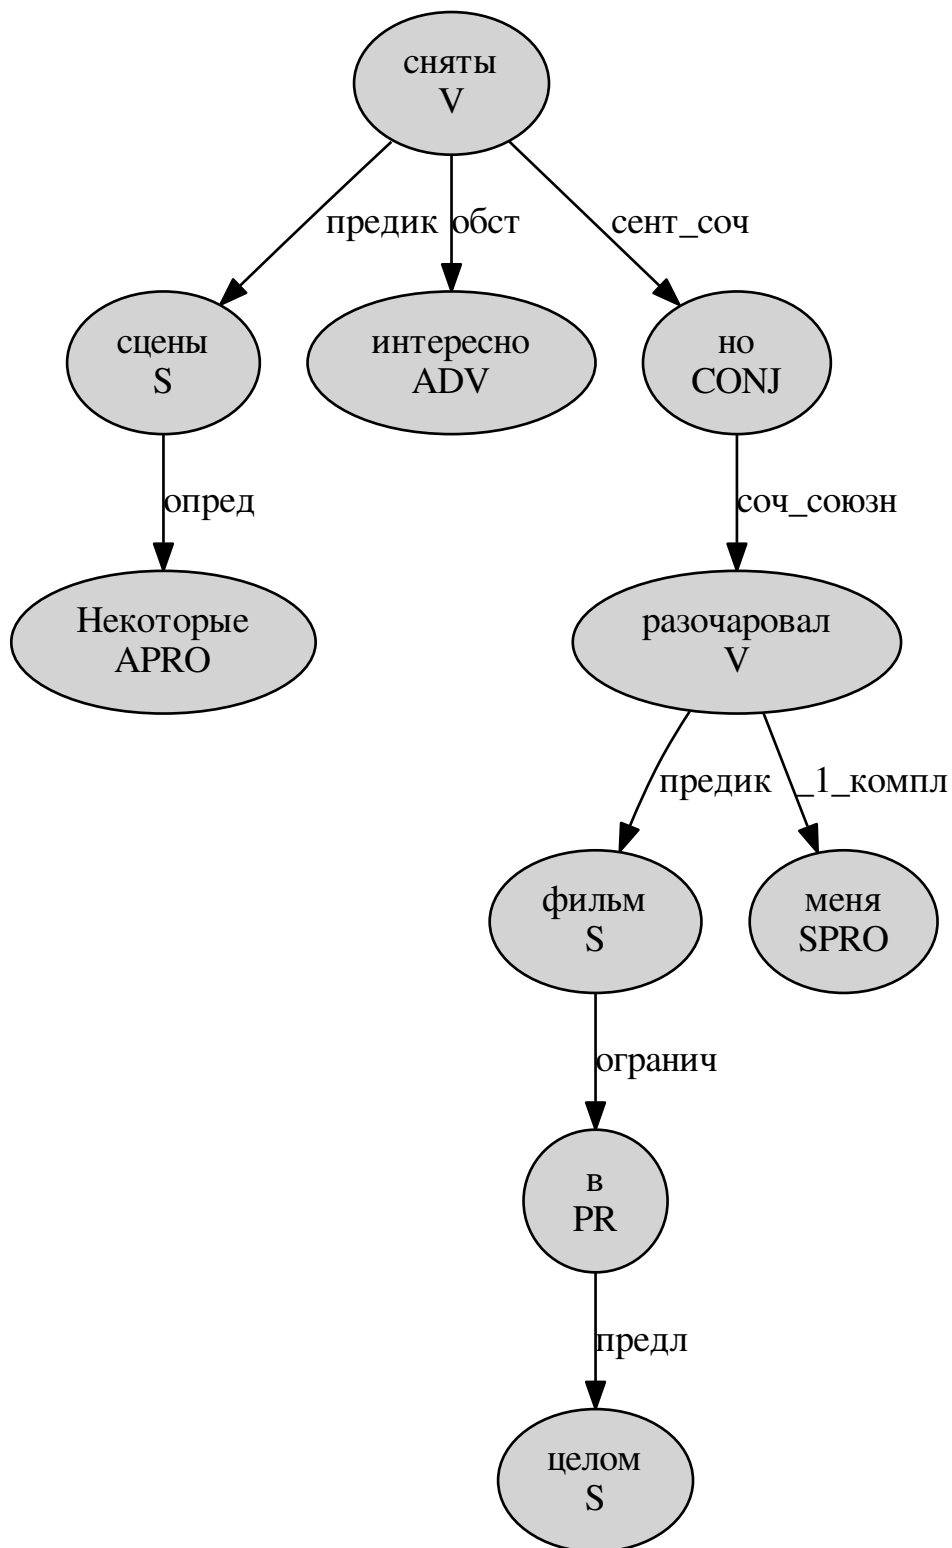 сняты
V
предик
обст
сент_соч
сцены
S
интересно
ADV
но
CONJ
опред
соч_союзн
Некоторые
APRO
разочаровал
V
предик
_1_компл
фильм
S
меня
SPRO
огранич
в
PR
предл
целом
S